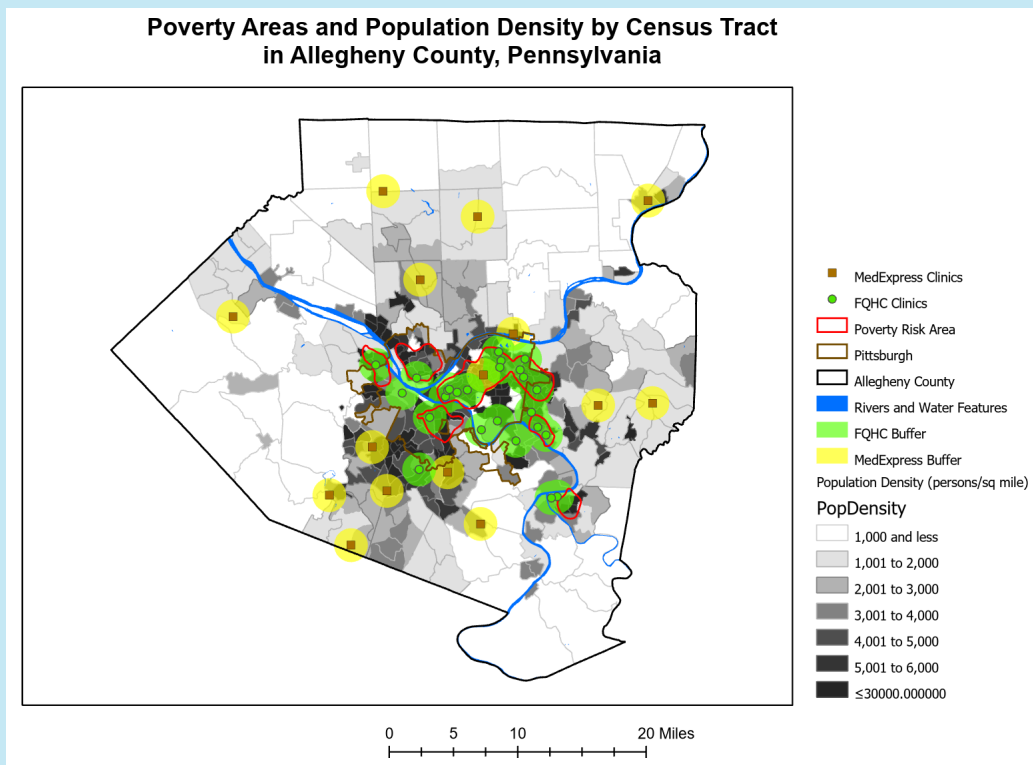 Poverty Areas and Population Density by Census Tract
in Allegheny County, Pennsylvania
MedExpress Clinics
FQHC Clinics
Poverty Risk Area
Pittsburgh
Allegheny County
Rivers and Water Features
FQHC Buffer
MedExpress Buffer
Population Density (persons/sq mile)
PopDensity
1,000 and less
1,001 to 2,000
2,001 to 3,000
3,001 to 4,000
4,001 to 5,000
5,001 to 6,000
≤30000.000000
0 5 10 20 Miles